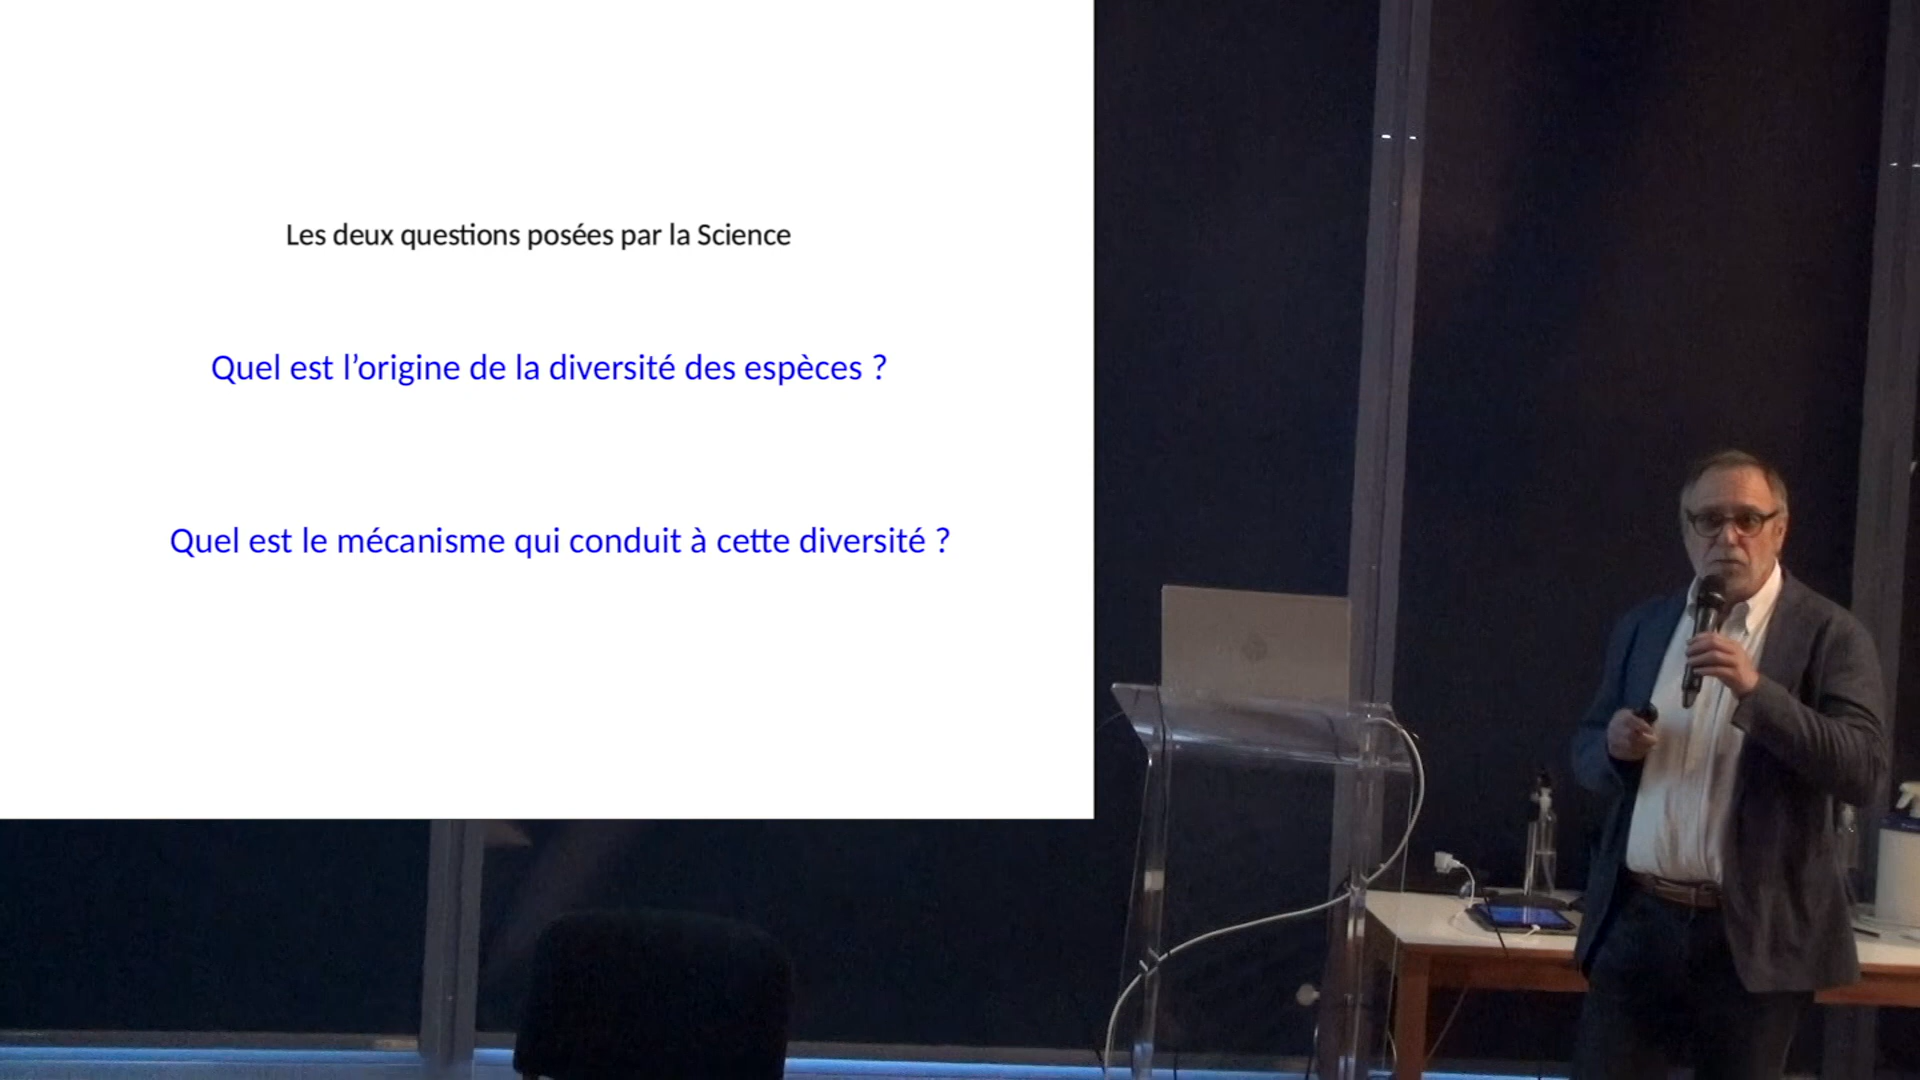 Les deux questions posées par la Science
Quel est l’origine de la diversité des espèces ?
Quel est le mécanisme qui conduit à cette diversité ?